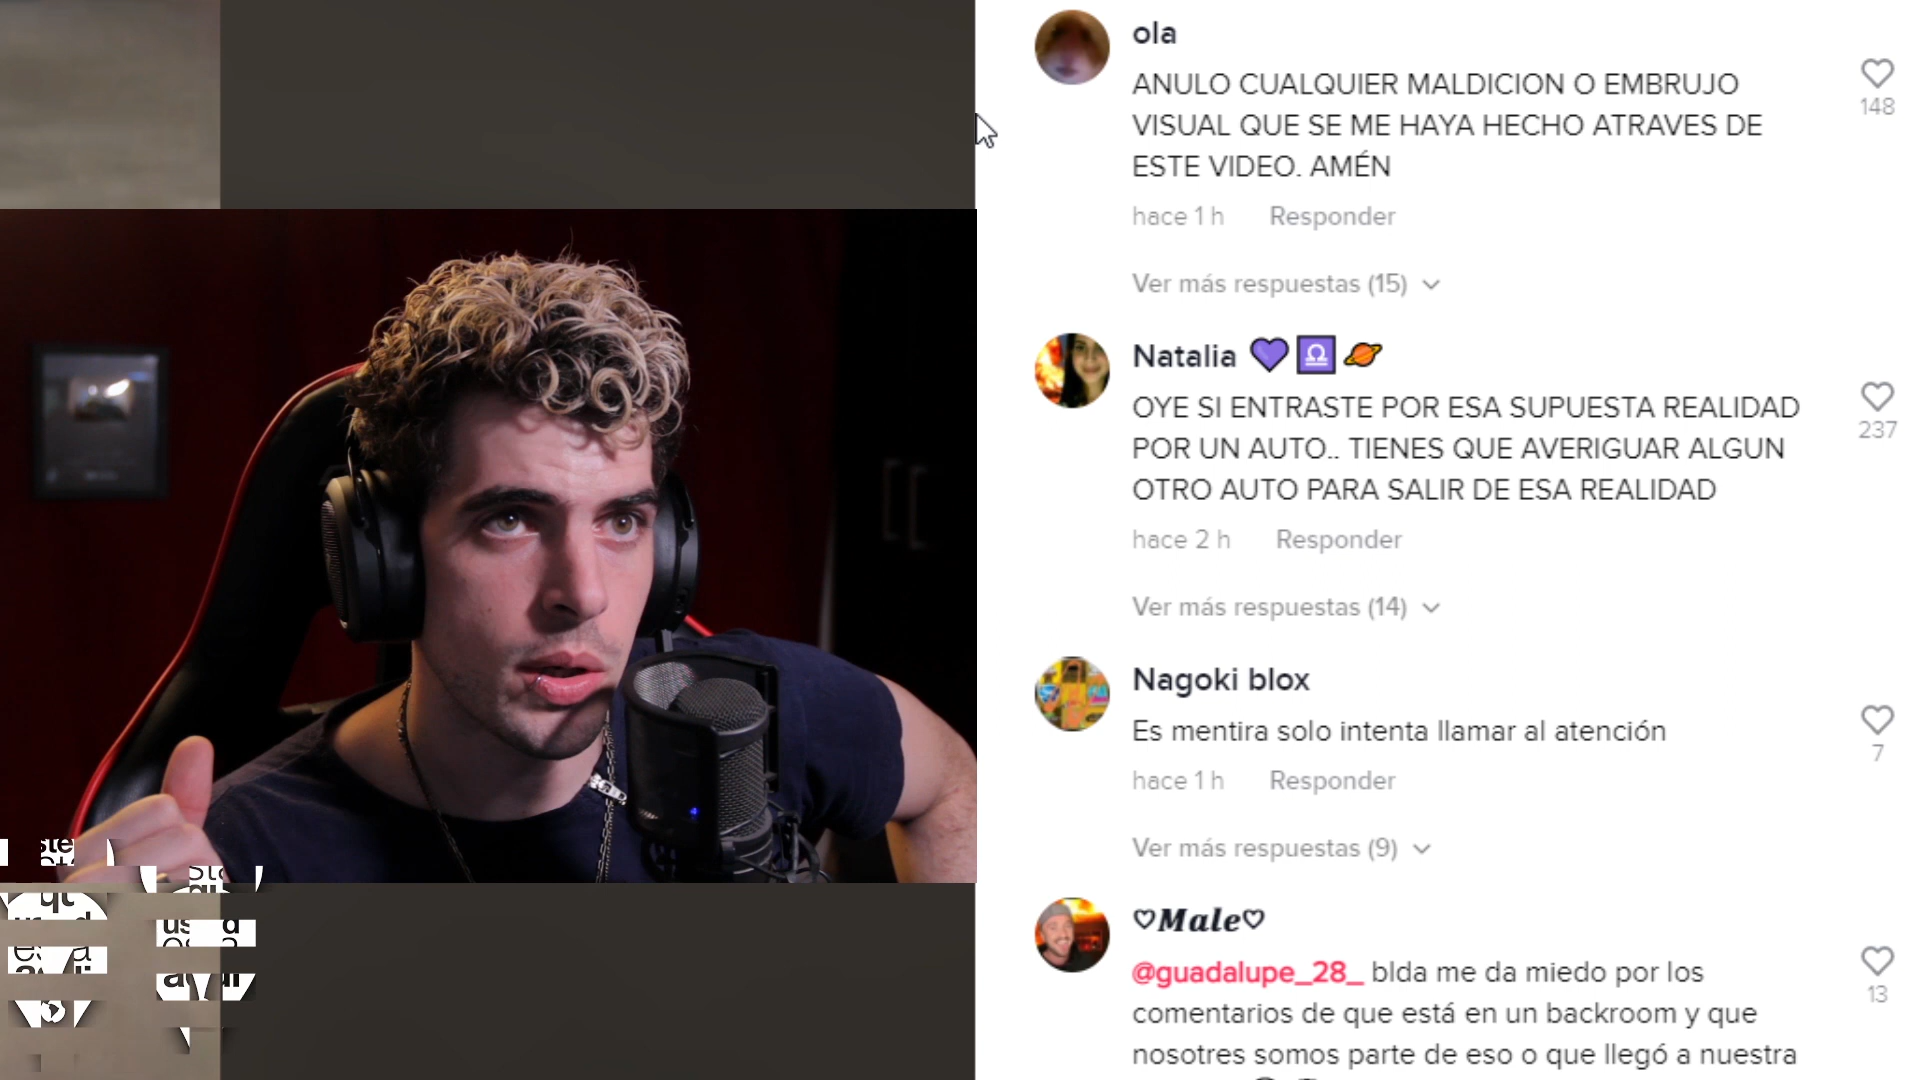 ola
ANULO CUALQUIER MALDICION O EMBRUJO
VISUAL QUE SE ME HAYA HECHO ATRAVES DE
ESTE VIDEO. AMÉN
148
hace 1 h Responder
Ver más respuestas (15)
Natalia 💜♎🪐
OYE SI ENTRASTE POR ESA SUPUESTA REALIDAD
POR UN AUTO.. TIENES QUE AVERIGUAR ALGUN
OTRO AUTO PARA SALIR DE ESA REALIDAD
237
hace 2 h Responder
Ver más respuestas (14)
Nagoki blox
Es mentira solo intenta llamar al atención
7
hace 1 h Responder
Ver más respuestas (9)
♡Male♡
@guadalupe_28_ blda me da miedo por los
comentarios de que está en un backroom y que
nosotres somos parte de eso o que llegó a nuestra
13